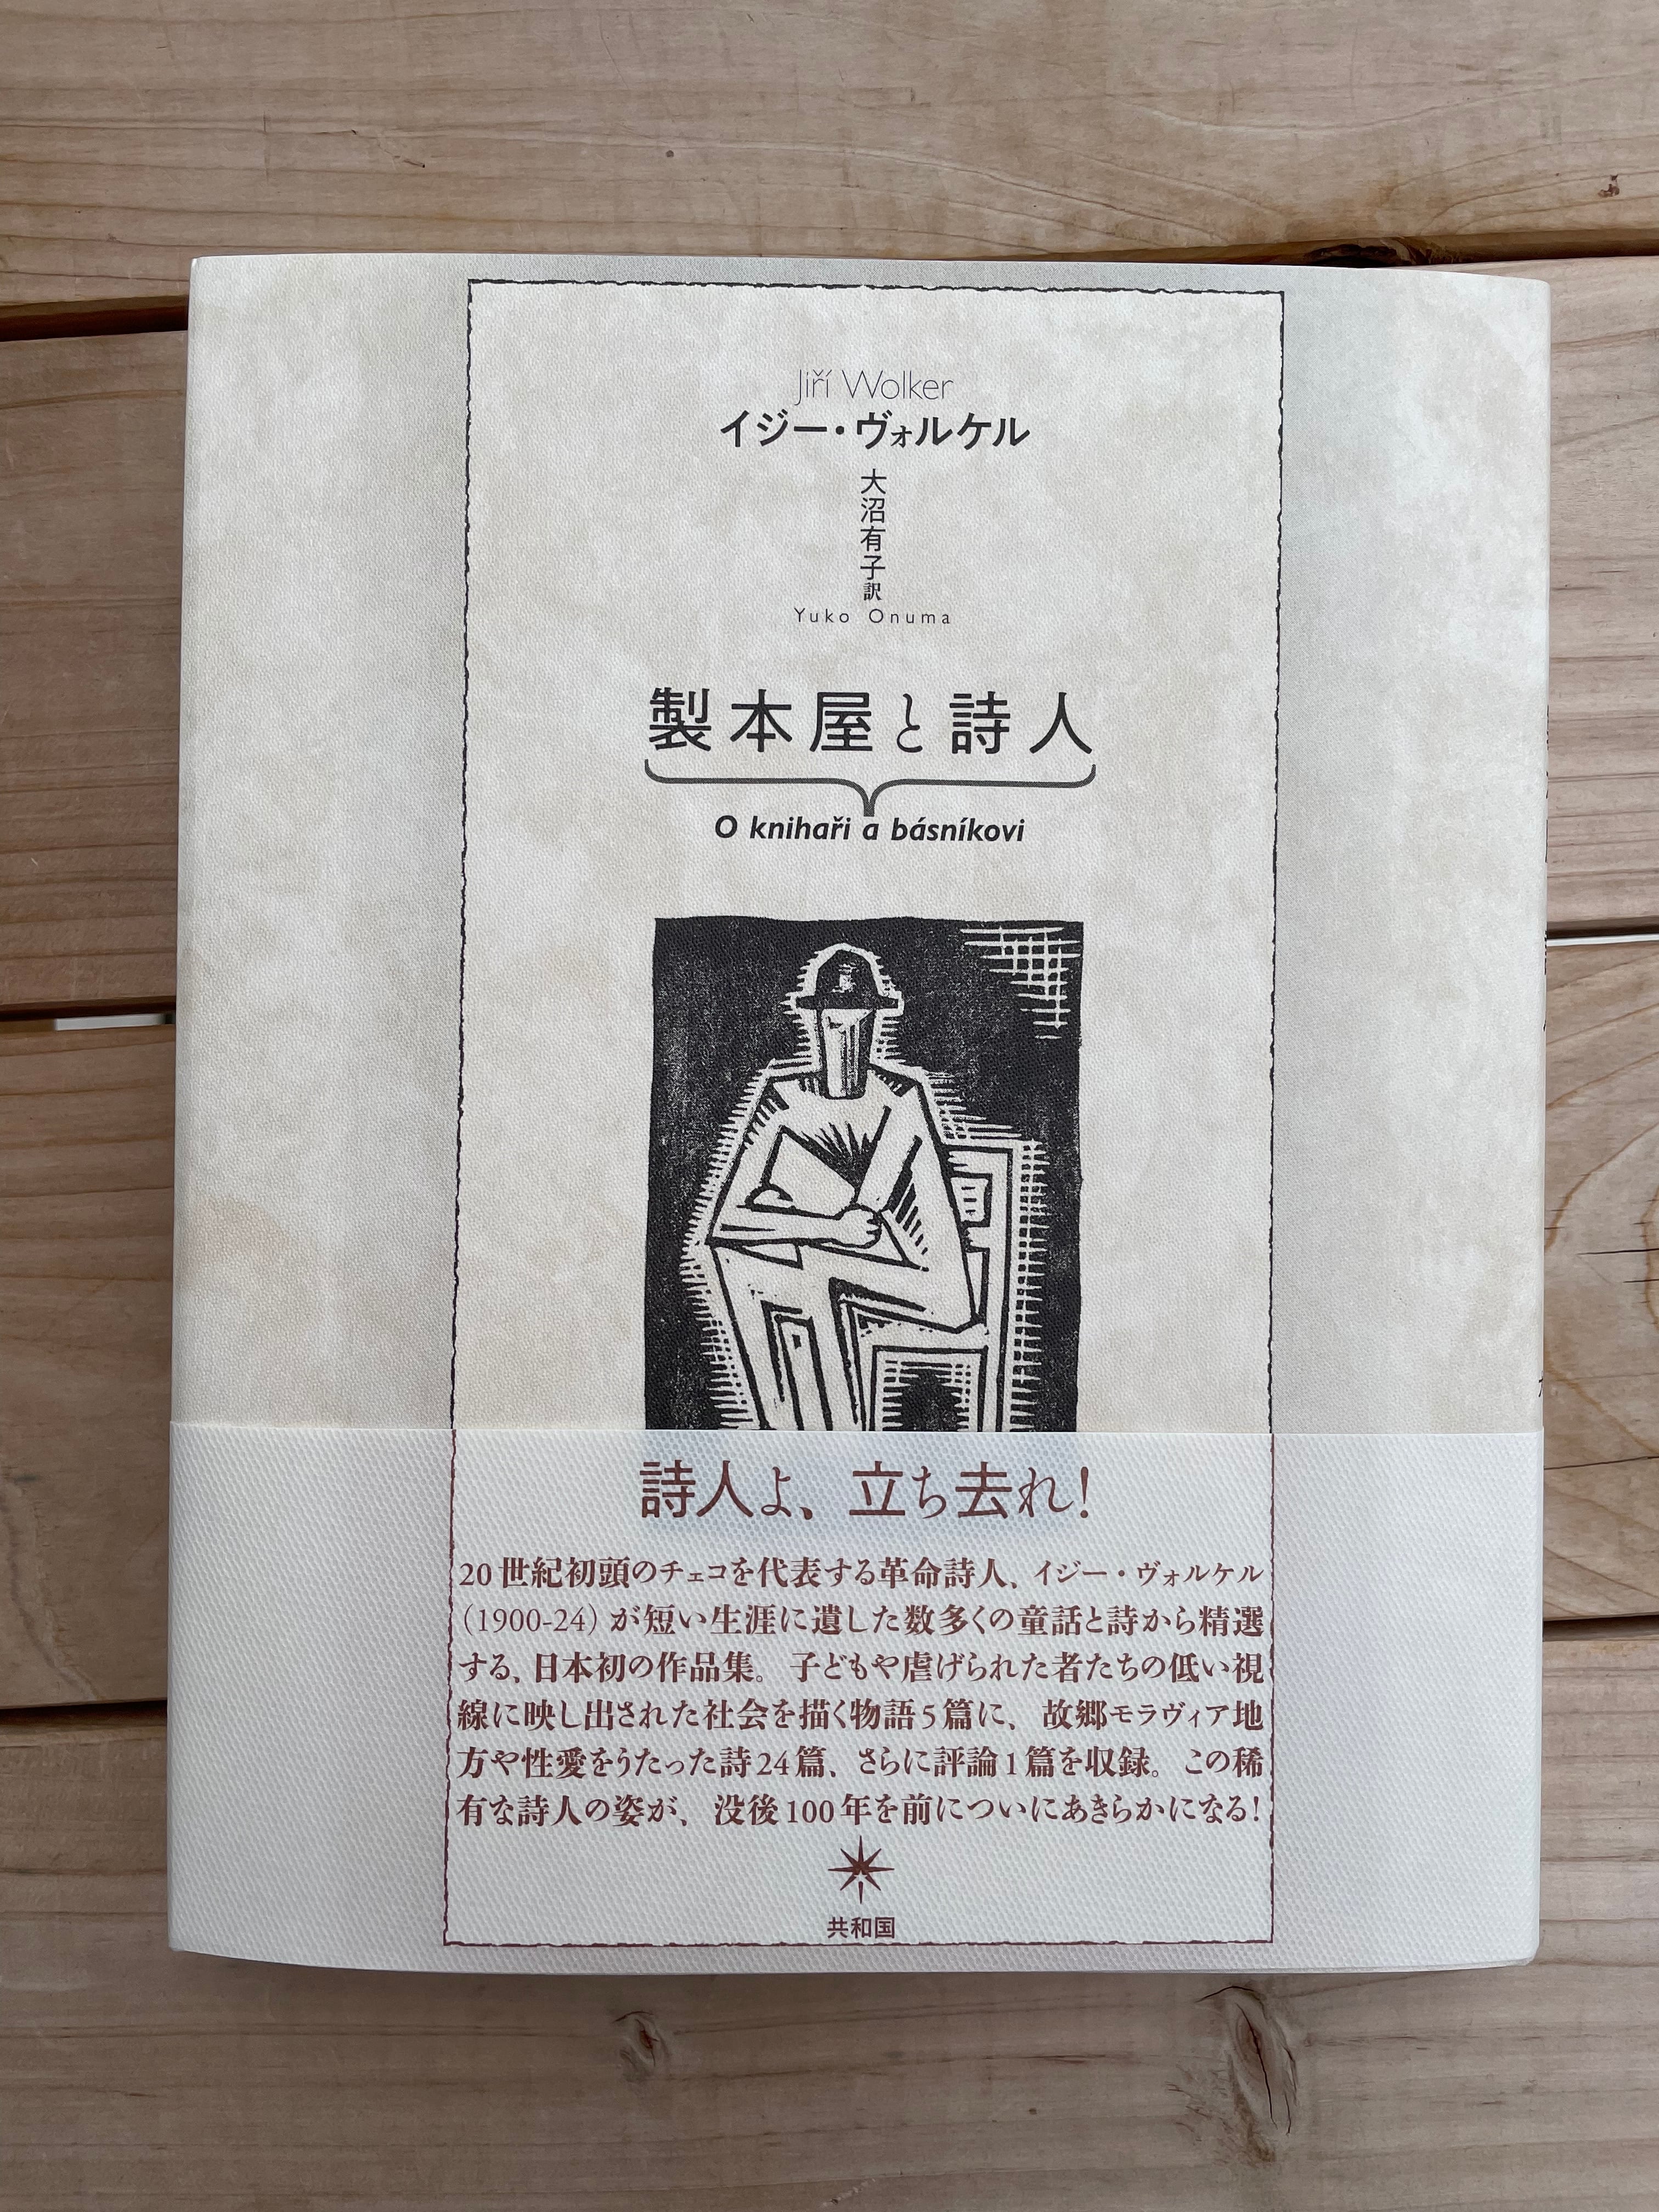 Jiří Wolker
イジー・ヴォルケル
大沼有子訳
Yuko Onuma
製本屋と詩人
O knihaři a básníkovi
詩人よ、立ち去れ!
20世紀初頭のチェコを代表する革命詩人、イジー・ヴォルケル
(1900-24)が短い生涯に遺した数多くの童話と詩から精選
する、日本初の作品集。子どもや虐げられた者たちの低い視
線に映し出された社会を描く物語5篇に、故郷モラヴィア地
方や性愛をうたった詩24篇、さらに評論1篇を収録。この稀
有な詩人の姿が、没後100年を前についにあきらかになる!
共和国